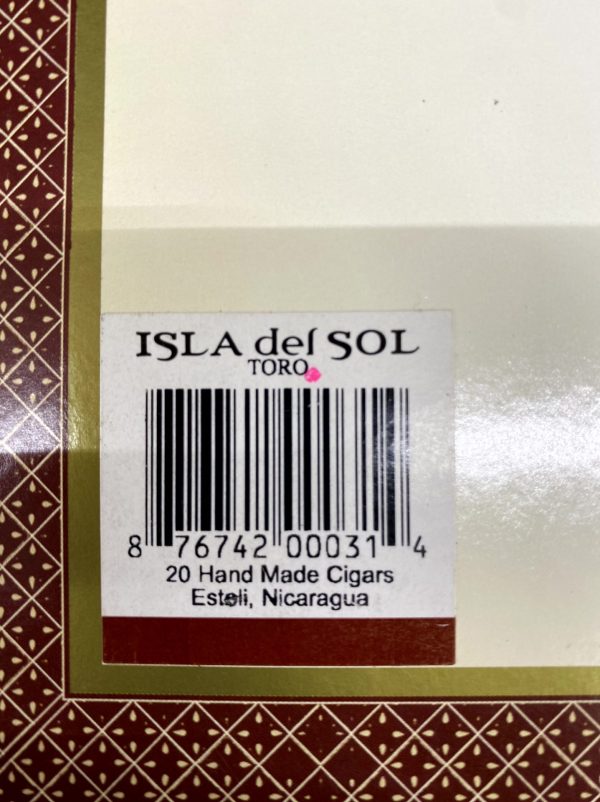 ISLA del SOL
TORO
8 76742 00031 4
20 Hand Made Cigars
Esteli, Nicaragua